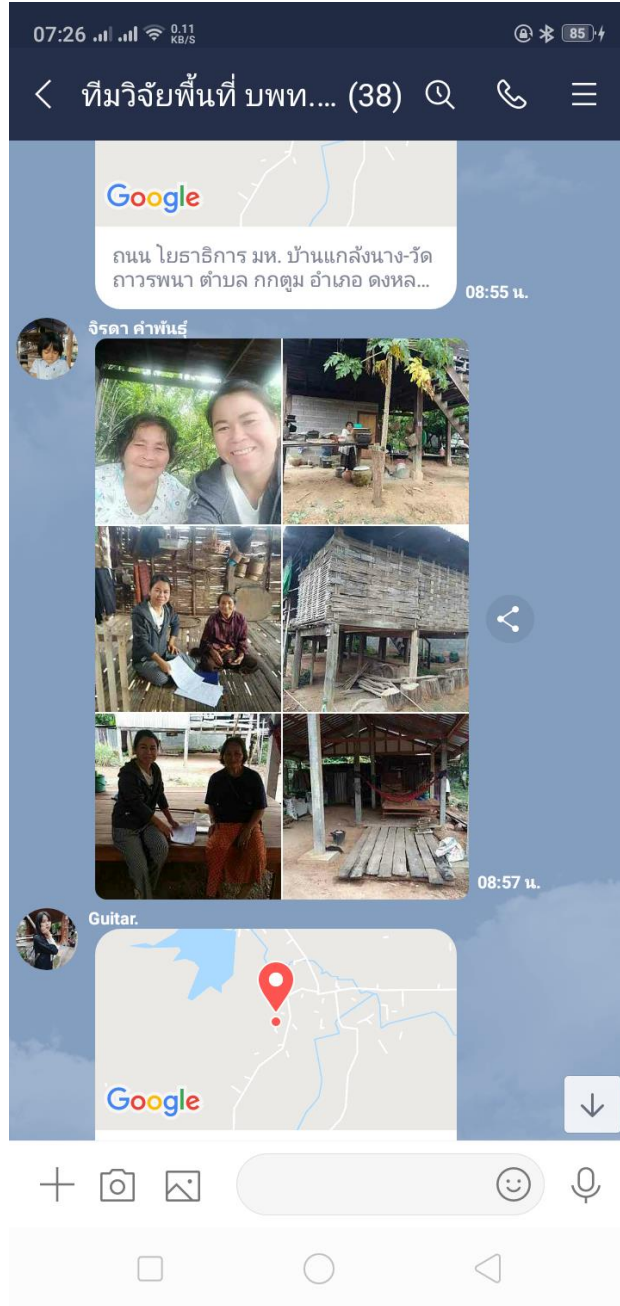 07:26
0.11
KB/S
85
ทีมวิจัยพื้นที่ บพท.... (38)
Google
ถนน โยธาธิการ มห. บ้านแกล้งนาง-วัด
ถาวรพนา ตำบล กกตูม อำเภอ ดงหล...
08:55 น.
จิรดา คำพันธุ์
08:57 น.
Guitar.
Google